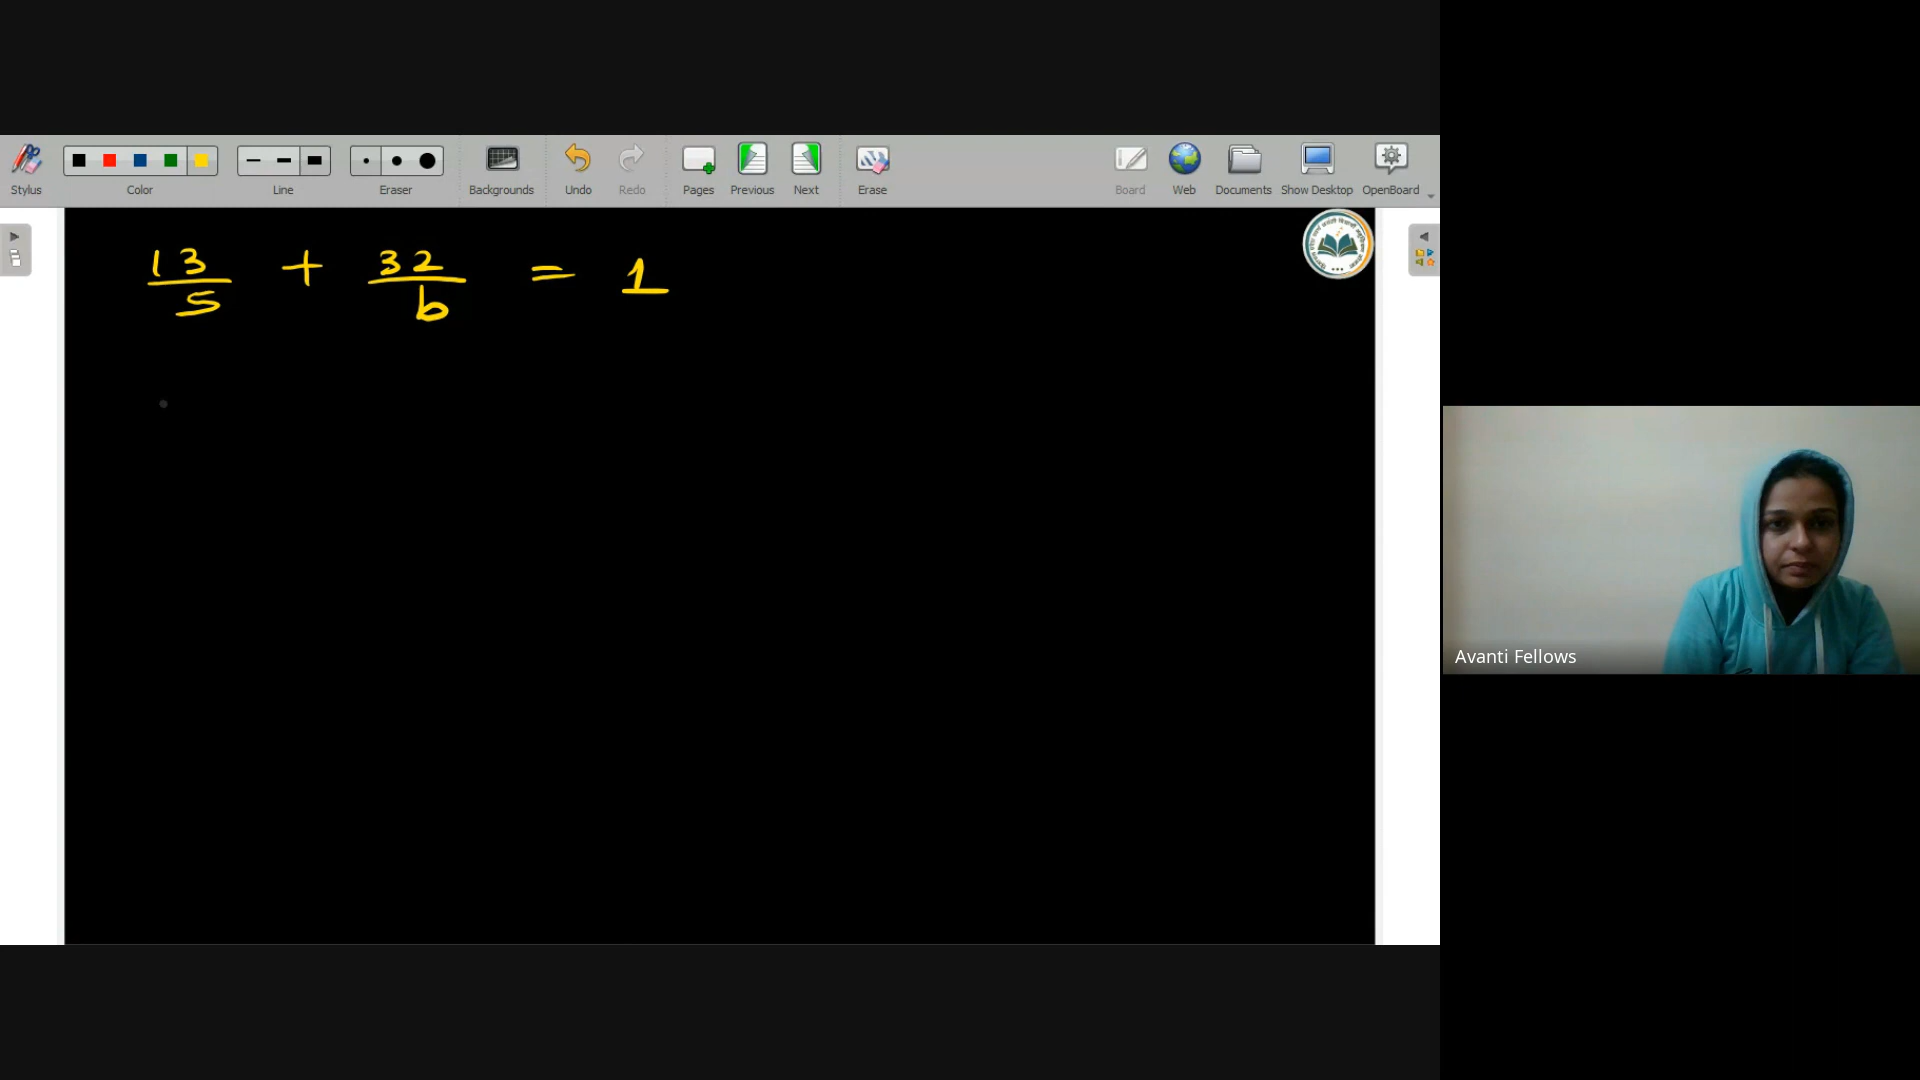 Stylus Color Line Eraser Backgrounds Undo Redo Pages Previous Next Erase Board Web Documents Show Desktop OpenBoard
13/5 + 32/b = 1
Avanti Fellows